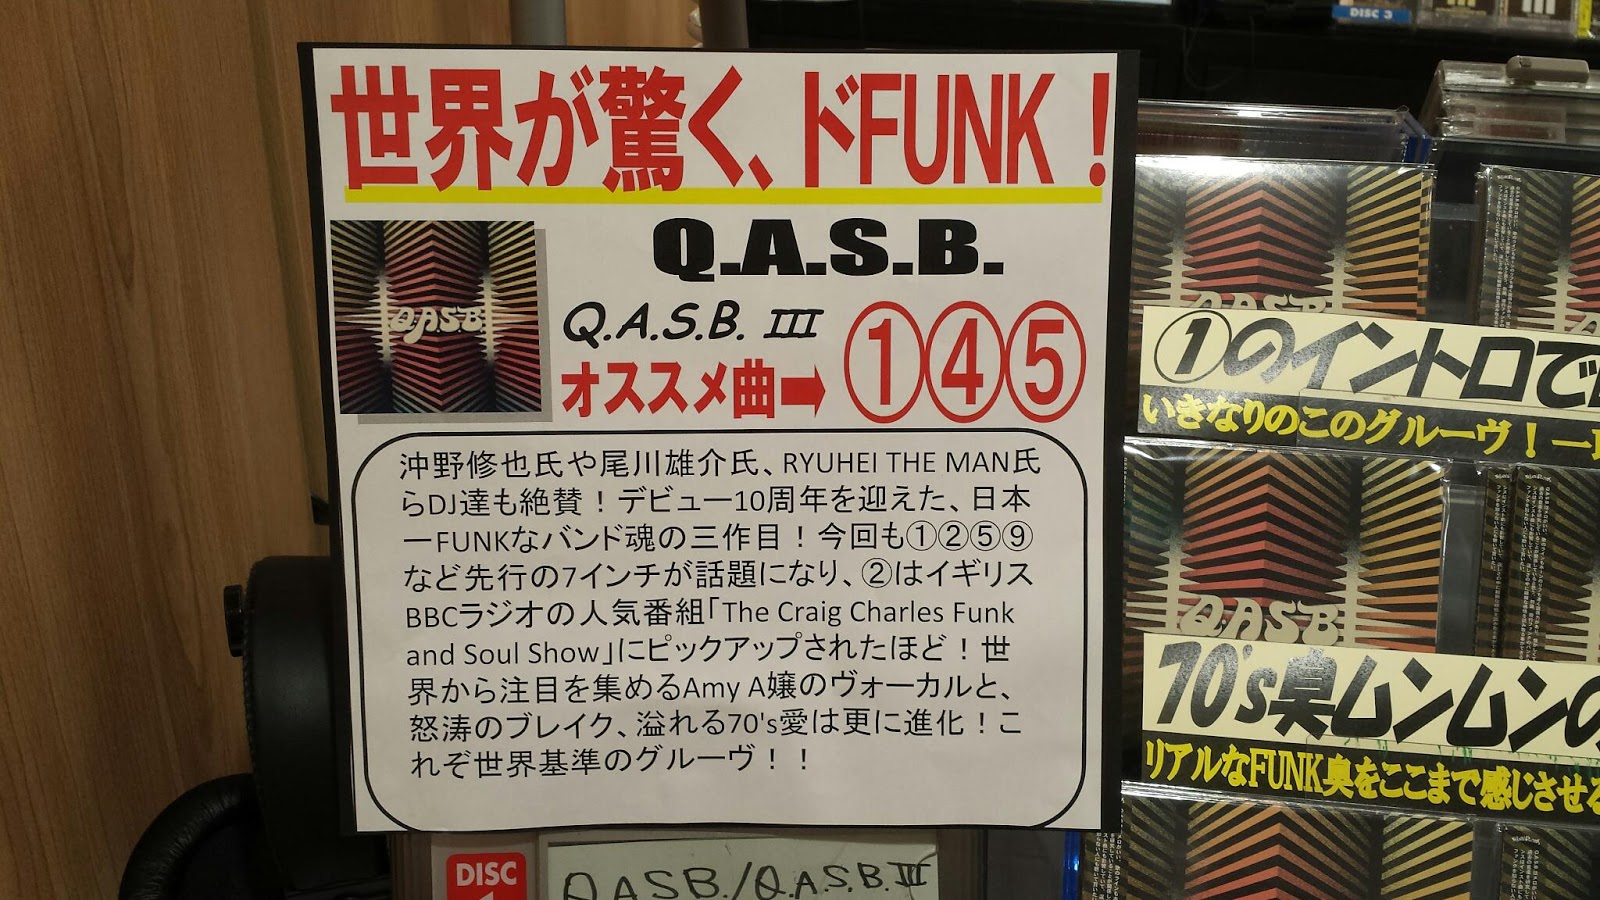 世界が驚く、ドFUNK！
Q.A.S.B.
Q.A.S.B.
Q.A.S.B. III
オススメ曲➡①④⑤
沖野修也氏や尾川雄介氏、RYUHEI THE MAN氏
らDJ達も絶賛！デビュー10周年を迎えた、日本
一FUNKなバンド魂の三作目！今回も①②⑤⑨
など先行の7インチが話題になり、②はイギリス
BBCラジオの人気番組「The Craig Charles Funk
and Soul Show」にピックアップされたほど！世
界から注目を集めるAmy A嬢のヴォーカルと、
怒涛のブレイク、溢れる70's愛は更に進化！こ
れぞ世界基準のグルーヴ！！
DISC
1
Q.A.S.B./Q.A.S.B.III
DISC 3
①のイントロで
いきなりのこのグルーヴ！一
Q.A.S.B.
70's臭ムンムンの
リアルなFUNK臭をここまで感じさせる